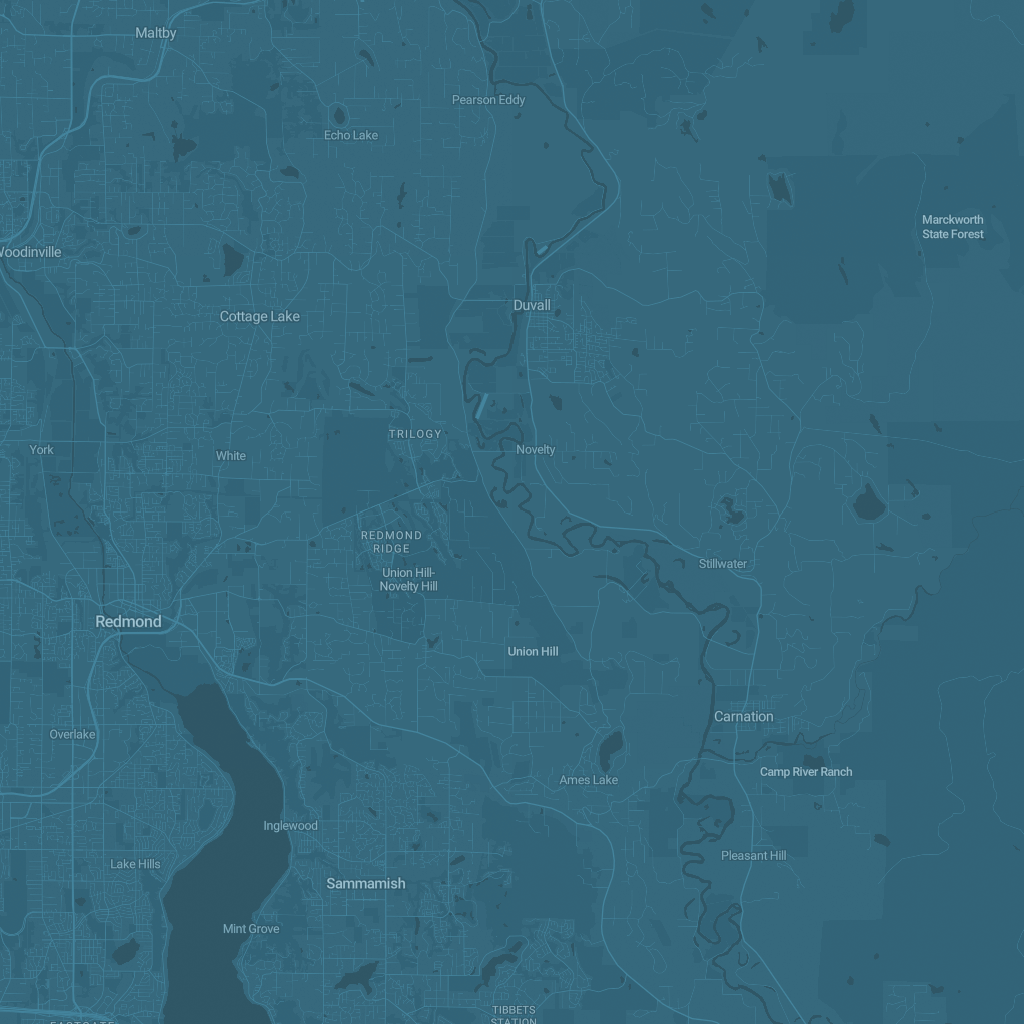 Maltby
Pearson Eddy
Echo Lake
Marckworth
State Forest
Woodinville
Duvall
Cottage Lake
TRILOGY
York
White
Novelty
REDMOND
RIDGE
Stillwater
Union Hill-
Novelty Hill
Redmond
Union Hill
Carnation
Overlake
Camp River Ranch
Ames Lake
Inglewood
Pleasant Hill
Lake Hills
Sammamish
Mint Grove
TIBBETS
STATION
EASTGATE